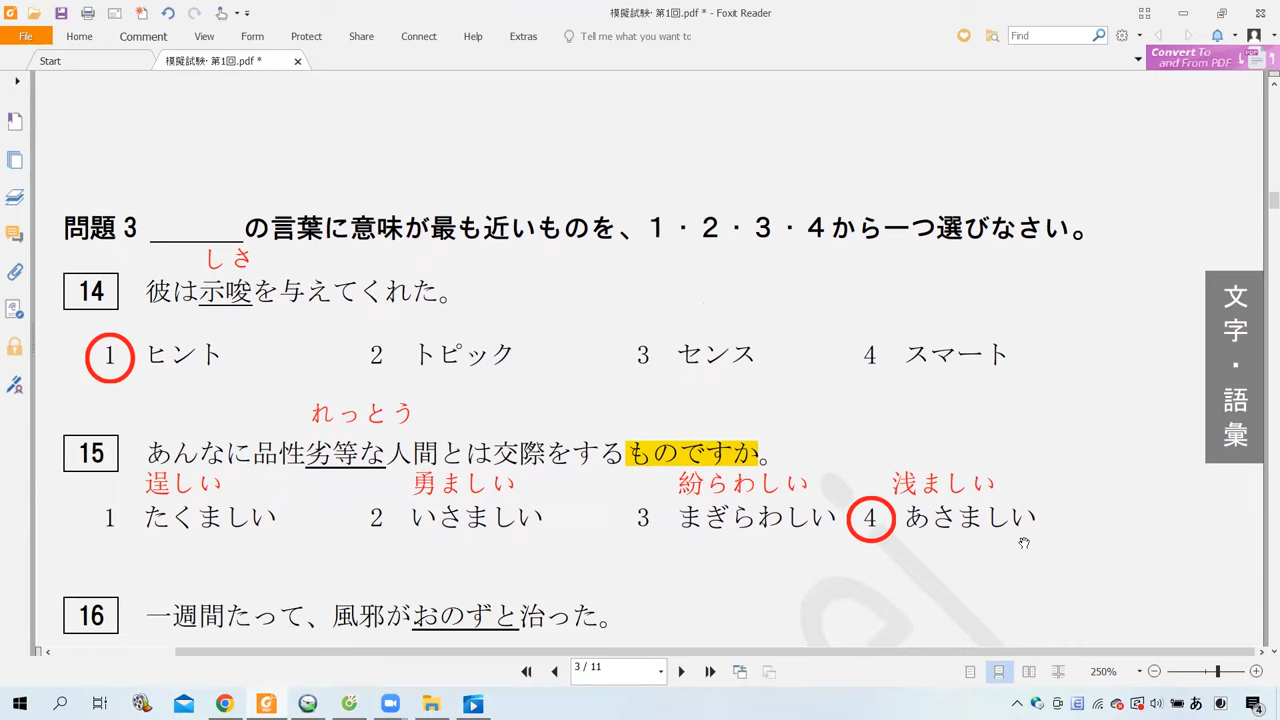 模擬試験· 第1回.pdf * - Foxit Reader
File Home Comment View Form Protect Share Connect Extras Tell me what you want to Find
Start 模擬試験· 第1回.pdf *
Convert To
and From PDF
問題3 ______の言葉に意味が最も近いものを、1・2・3・4から一つ選びなさい。
しさ
14 彼は示唆を与えてくれた。
1 ヒント 2 トピック 3 センス 4 スマート
れっとう
15 あんなに品性劣等な人間とは交際をするものですか。
逞しい 勇ましい 紛らわしい 浅ましい
1 たくましい 2 いさましい 3 まぎらわしい 4 あさましい
16 一週間たって、風邪がおのずと治った。
文字・語彙
3 / 11
250%
あ
4